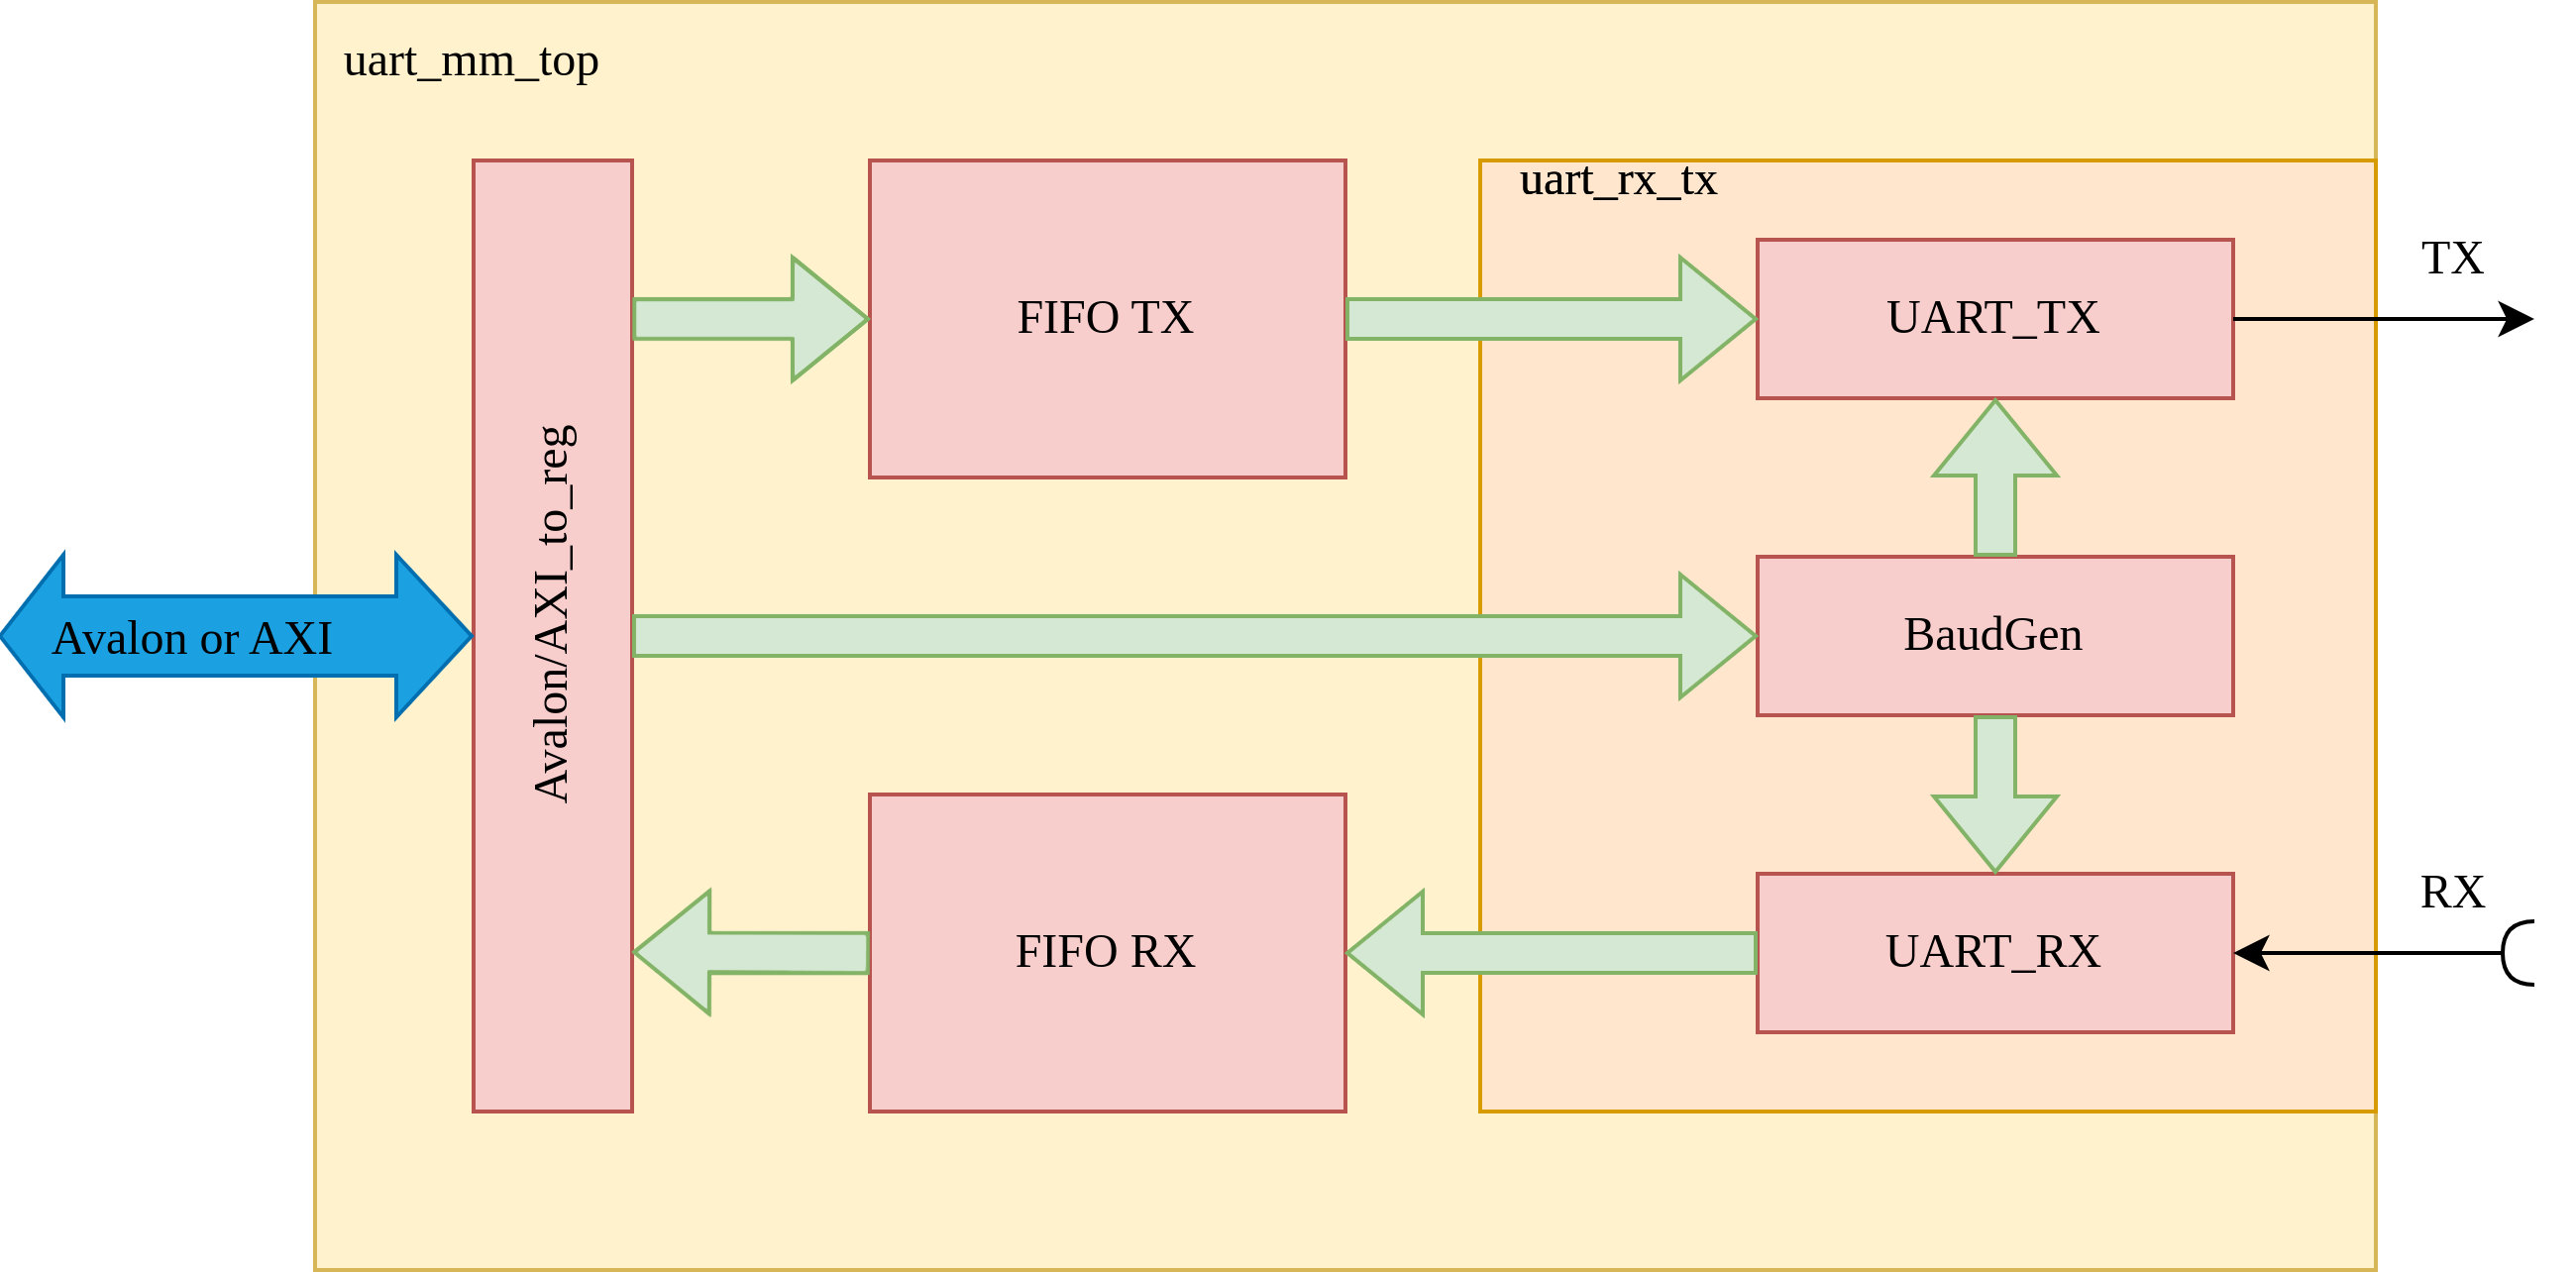 uart_mm_top
uart_rx_tx
TX
FIFO TX
UART_TX
Avalon/AXI_to_reg
Avalon or AXI
BaudGen
RX
FIFO RX
UART_RX